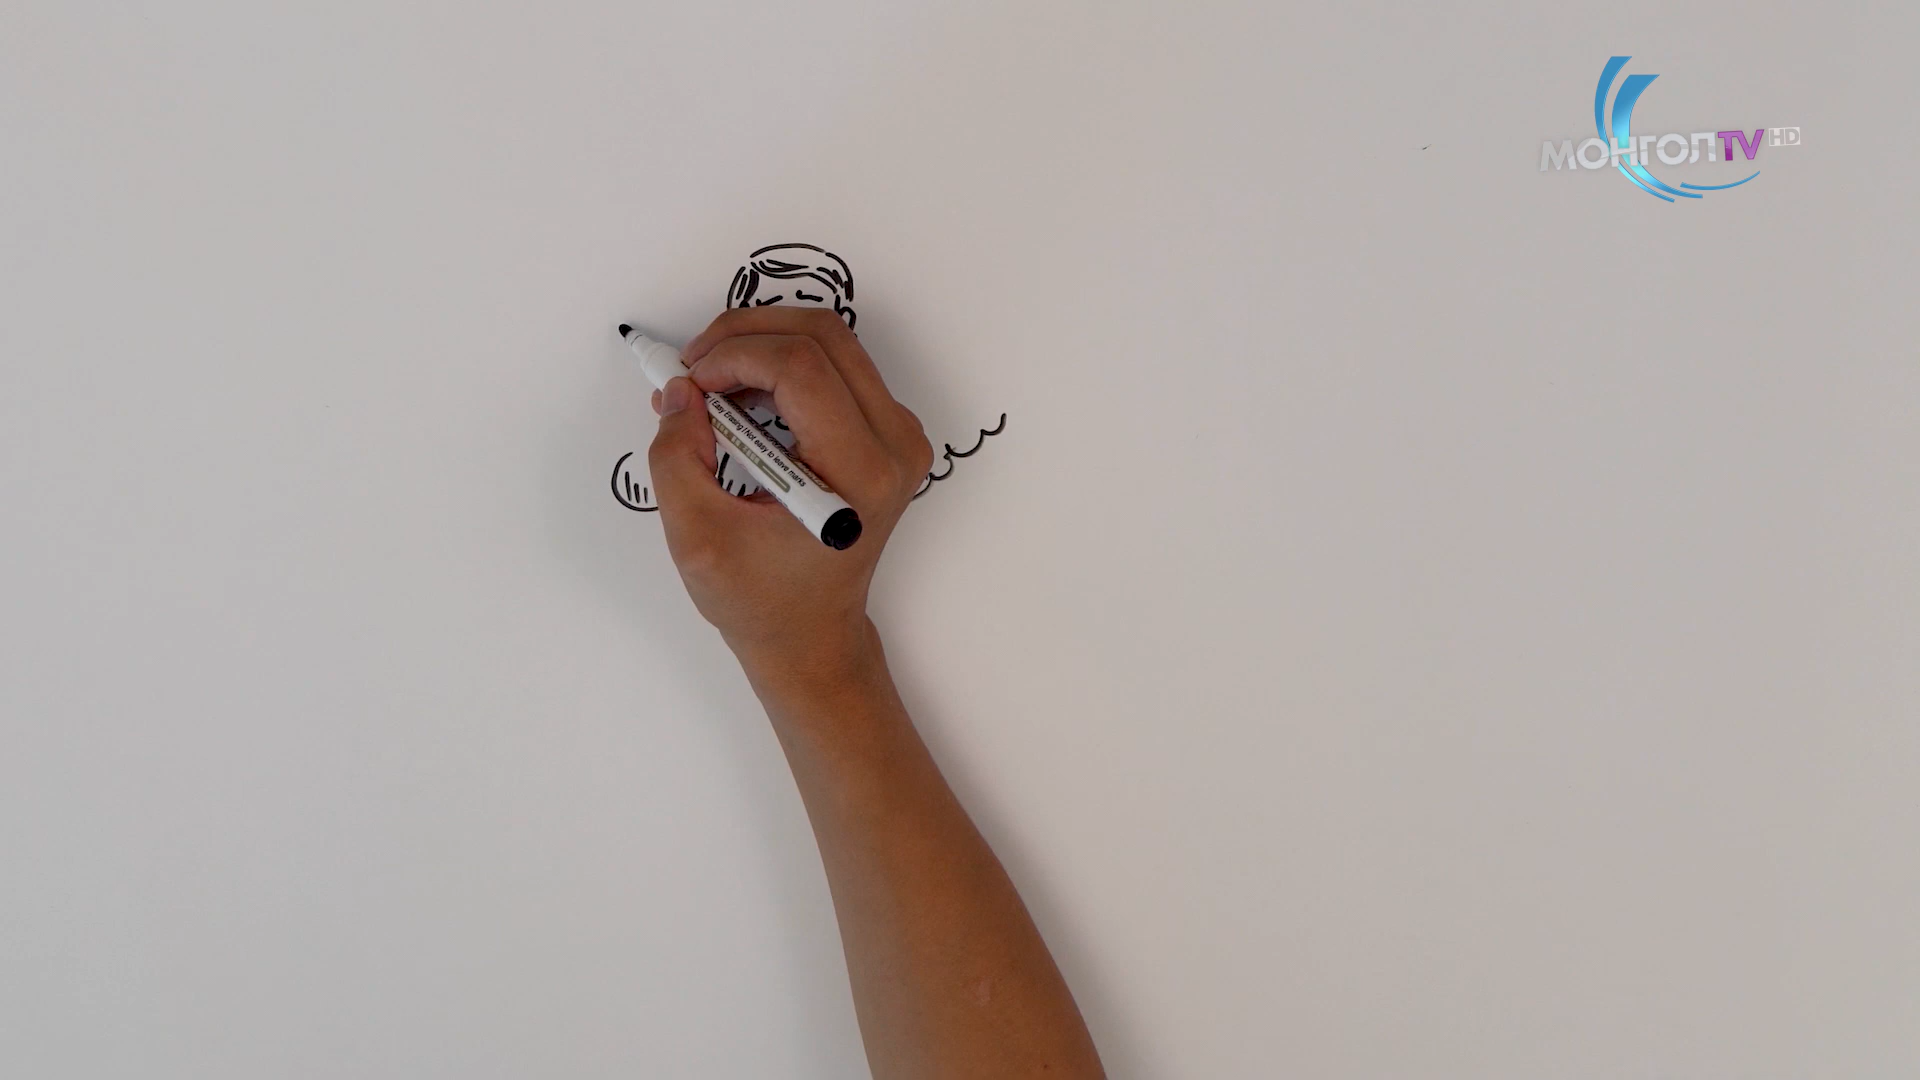 МОНГОЛTV HD
r | Easy Erasing | Not easy to leave marks